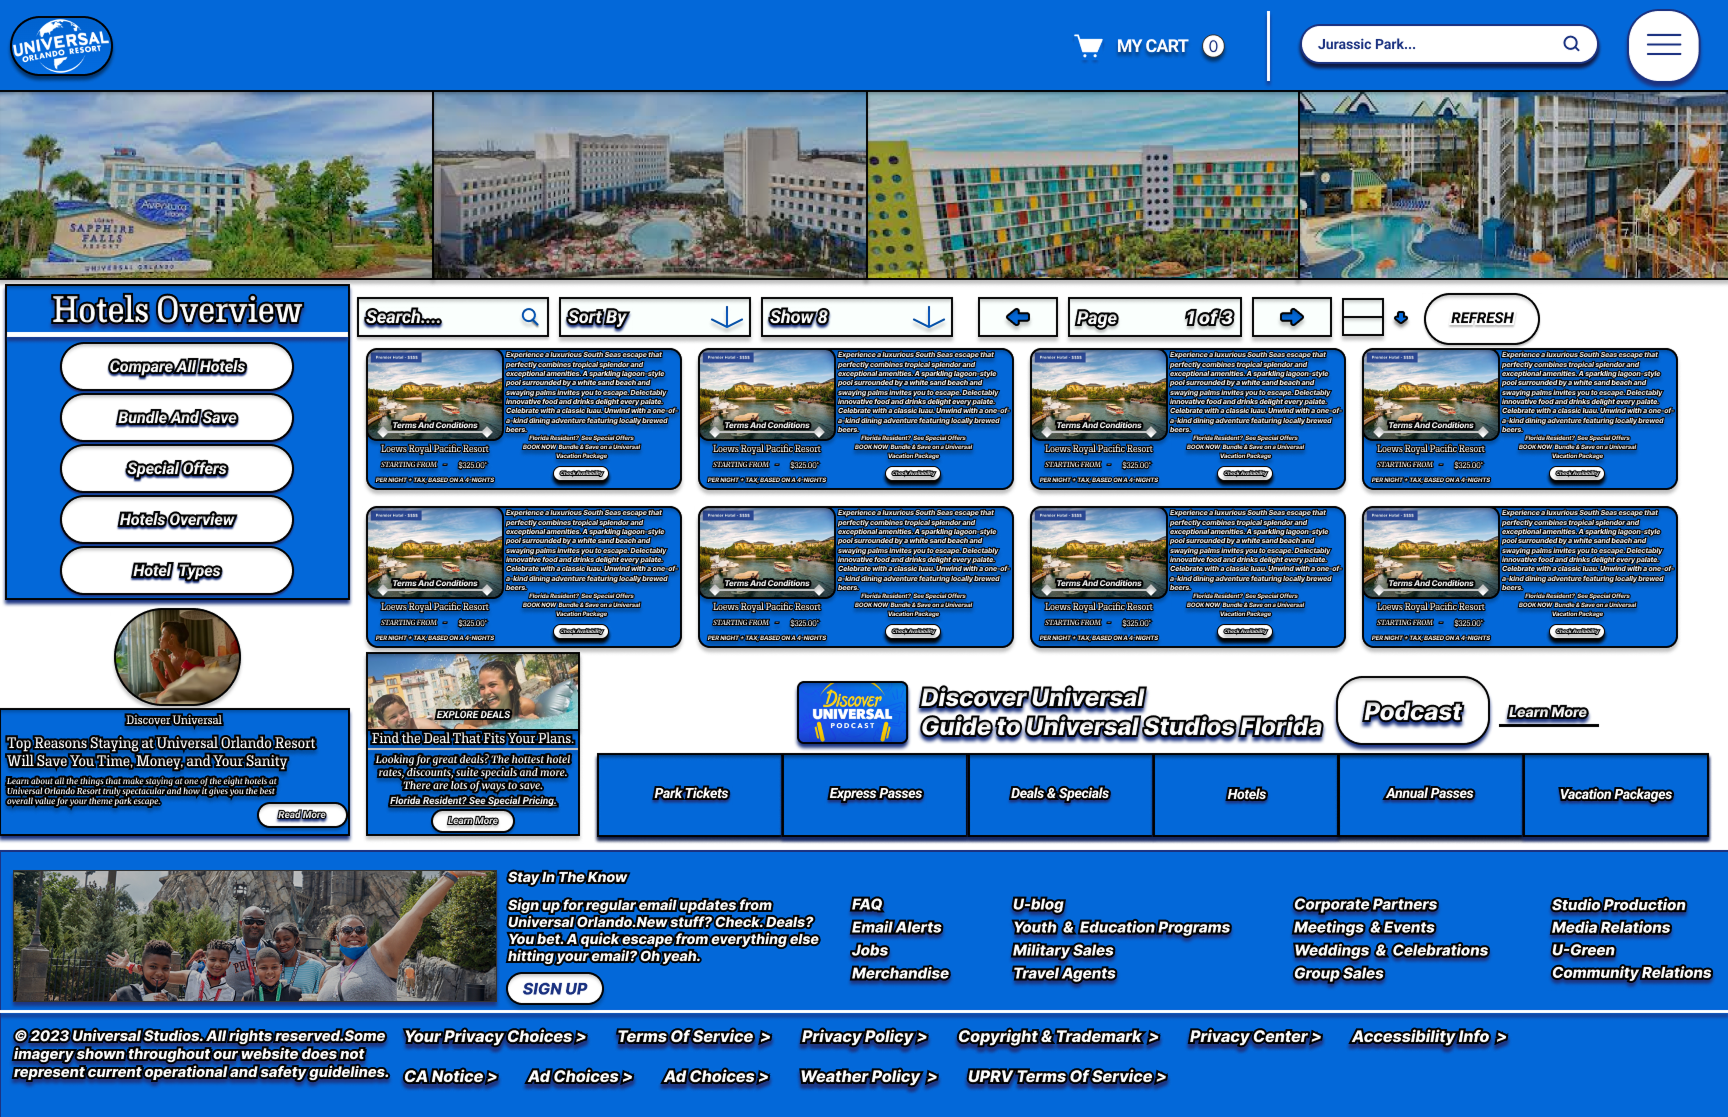 UNIVERSAL
ORLANDO RESORT
MY CART 0
Jurassic Park...
LOEWS
SAPPHIRE
FALLS
RESORT
UNIVERSAL ORLANDO
Aventura
HOTEL
Hotels Overview
Compare All Hotels
Bundle And Save
Special Offers
Hotels Overview
Hotel Types
Search....
Sort By
Show 8
Page 1 of 3
REFRESH
Premier Hotel - $$$$
Terms And Conditions
Loews Royal Pacific Resort
STARTING FROM - $325.00*
PER NIGHT + TAX, BASED ON A 4-NIGHTS
Experience a luxurious South Seas escape that
perfectly combines tropical splendor and
exceptional amenities. A sparkling lagoon-style
pool surrounded by a white sand beach and
swaying palms invites you to escape. Delectably
innovative food and drinks delight every palate.
Celebrate with a classic luau. Unwind with a one-of-
a-kind dining adventure featuring locally brewed
beers.
Florida Resident? See Special Offers
BOOK NOW: Bundle & Save on a Universal
Vacation Package
Check Availability
Premier Hotel - $$$$
Terms And Conditions
Loews Royal Pacific Resort
STARTING FROM - $325.00*
PER NIGHT + TAX, BASED ON A 4-NIGHTS
Experience a luxurious South Seas escape that
perfectly combines tropical splendor and
exceptional amenities. A sparkling lagoon-style
pool surrounded by a white sand beach and
swaying palms invites you to escape. Delectably
innovative food and drinks delight every palate.
Celebrate with a classic luau. Unwind with a one-of-
a-kind dining adventure featuring locally brewed
beers.
Florida Resident? See Special Offers
BOOK NOW: Bundle & Save on a Universal
Vacation Package
Check Availability
Premier Hotel - $$$$
Terms And Conditions
Loews Royal Pacific Resort
STARTING FROM - $325.00*
PER NIGHT + TAX, BASED ON A 4-NIGHTS
Experience a luxurious South Seas escape that
perfectly combines tropical splendor and
exceptional amenities. A sparkling lagoon-style
pool surrounded by a white sand beach and
swaying palms invites you to escape. Delectably
innovative food and drinks delight every palate.
Celebrate with a classic luau. Unwind with a one-of-
a-kind dining adventure featuring locally brewed
beers.
Florida Resident? See Special Offers
BOOK NOW: Bundle & Save on a Universal
Vacation Package
Check Availability
Premier Hotel - $$$$
Terms And Conditions
Loews Royal Pacific Resort
STARTING FROM - $325.00*
PER NIGHT + TAX, BASED ON A 4-NIGHTS
Experience a luxurious South Seas escape that
perfectly combines tropical splendor and
exceptional amenities. A sparkling lagoon-style
pool surrounded by a white sand beach and
swaying palms invites you to escape. Delectably
innovative food and drinks delight every palate.
Celebrate with a classic luau. Unwind with a one-of-
a-kind dining adventure featuring locally brewed
beers.
Florida Resident? See Special Offers
BOOK NOW: Bundle & Save on a Universal
Vacation Package
Check Availability
Premier Hotel - $$$$
Terms And Conditions
Loews Royal Pacific Resort
STARTING FROM - $325.00*
PER NIGHT + TAX, BASED ON A 4-NIGHTS
Experience a luxurious South Seas escape that
perfectly combines tropical splendor and
exceptional amenities. A sparkling lagoon-style
pool surrounded by a white sand beach and
swaying palms invites you to escape. Delectably
innovative food and drinks delight every palate.
Celebrate with a classic luau. Unwind with a one-of-
a-kind dining adventure featuring locally brewed
beers.
Florida Resident? See Special Offers
BOOK NOW: Bundle & Save on a Universal
Vacation Package
Check Availability
Premier Hotel - $$$$
Terms And Conditions
Loews Royal Pacific Resort
STARTING FROM - $325.00*
PER NIGHT + TAX, BASED ON A 4-NIGHTS
Experience a luxurious South Seas escape that
perfectly combines tropical splendor and
exceptional amenities. A sparkling lagoon-style
pool surrounded by a white sand beach and
swaying palms invites you to escape. Delectably
innovative food and drinks delight every palate.
Celebrate with a classic luau. Unwind with a one-of-
a-kind dining adventure featuring locally brewed
beers.
Florida Resident? See Special Offers
BOOK NOW: Bundle & Save on a Universal
Vacation Package
Check Availability
Premier Hotel - $$$$
Terms And Conditions
Loews Royal Pacific Resort
STARTING FROM - $325.00*
PER NIGHT + TAX, BASED ON A 4-NIGHTS
Experience a luxurious South Seas escape that
perfectly combines tropical splendor and
exceptional amenities. A sparkling lagoon-style
pool surrounded by a white sand beach and
swaying palms invites you to escape. Delectably
innovative food and drinks delight every palate.
Celebrate with a classic luau. Unwind with a one-of-
a-kind dining adventure featuring locally brewed
beers.
Florida Resident? See Special Offers
BOOK NOW: Bundle & Save on a Universal
Vacation Package
Check Availability
Premier Hotel - $$$$
Terms And Conditions
Loews Royal Pacific Resort
STARTING FROM - $325.00*
PER NIGHT + TAX, BASED ON A 4-NIGHTS
Experience a luxurious South Seas escape that
perfectly combines tropical splendor and
exceptional amenities. A sparkling lagoon-style
pool surrounded by a white sand beach and
swaying palms invites you to escape. Delectably
innovative food and drinks delight every palate.
Celebrate with a classic luau. Unwind with a one-of-
a-kind dining adventure featuring locally brewed
beers.
Florida Resident? See Special Offers
BOOK NOW: Bundle & Save on a Universal
Vacation Package
Check Availability
Discover Universal
Top Reasons Staying at Universal Orlando Resort
Will Save You Time, Money, and Your Sanity
Learn about all the things that make staying at one of the eight hotels at
Universal Orlando Resort truly spectacular and how it gives you the best
overall value for your theme park escape.
Read More
EXPLORE DEALS
Find the Deal That Fits Your Plans.
Looking for great deals? The hottest hotel
rates, discounts, suite specials and more.
There are lots of ways to save.
Florida Resident? See Special Pricing.
Learn More
Discover
UNIVERSAL
PODCAST
Discover Universal
Guide to Universal Studios Florida
Podcast
Learn More
Park Tickets
Express Passes
Deals & Specials
Hotels
Annual Passes
Vacation Packages
Stay In The Know
Sign up for regular email updates from
Universal Orlando.New stuff? Check. Deals?
You bet. A quick escape from everything else
hitting your email? Oh yeah.
SIGN UP
FAQ
Email Alerts
Jobs
Merchandise
U-blog
Youth & Education Programs
Military Sales
Travel Agents
Corporate Partners
Meetings & Events
Weddings & Celebrations
Group Sales
Studio Production
Media Relations
U-Green
Community Relations
© 2023 Universal Studios. All rights reserved.Some
imagery shown throughout our website does not
represent current operational and safety guidelines.
Your Privacy Choices >
Terms Of Service >
Privacy Policy >
Copyright & Trademark >
Privacy Center >
Accessibility Info >
CA Notice >
Ad Choices >
Ad Choices >
Weather Policy >
UPRV Terms Of Service >